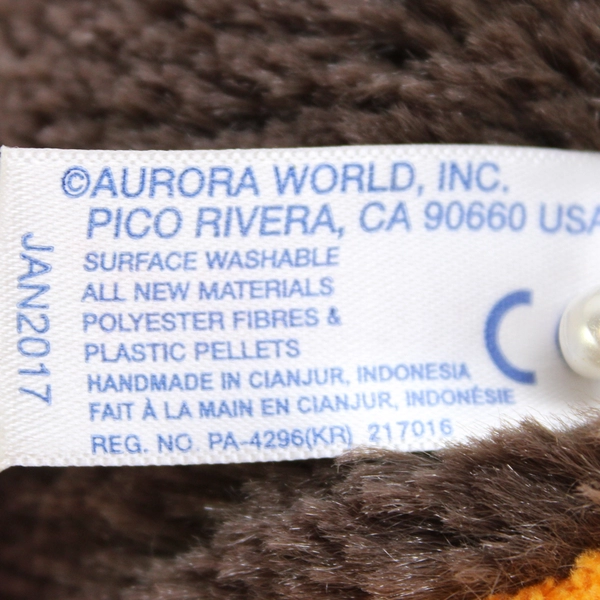 ©AURORA WORLD, INC.
PICO RIVERA, CA 90660 USA
SURFACE WASHABLE
ALL NEW MATERIALS
POLYESTER FIBRES &
PLASTIC PELLETS
HANDMADE IN CIANJUR, INDONESIA
FAIT À LA MAIN EN CIANJUR, INDONÉSIE
REG. NO. PA-4296(KR) 217016
JAN2017